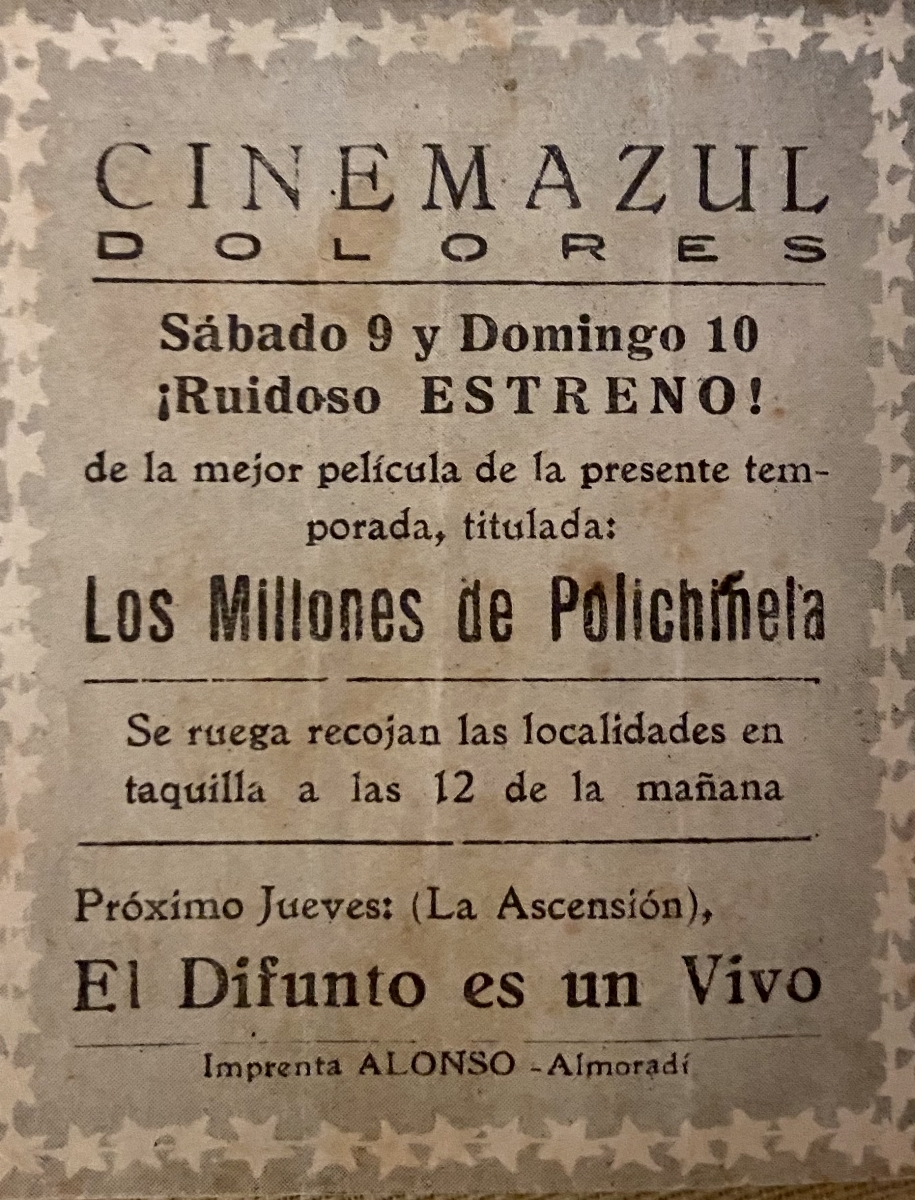 CINEMAZUL
DOLORES
Sábado 9 y Domingo 10
¡Ruidoso ESTRENO!
de la mejor película de la presente tem-
porada, titulada:
Los Millones de Polichinela
Se ruega recojan las localidades en
taquilla a las 12 de la mañana
Próximo Jueves: (La Ascensión),
El Difunto es un Vivo
Imprenta ALONSO - Almoradí